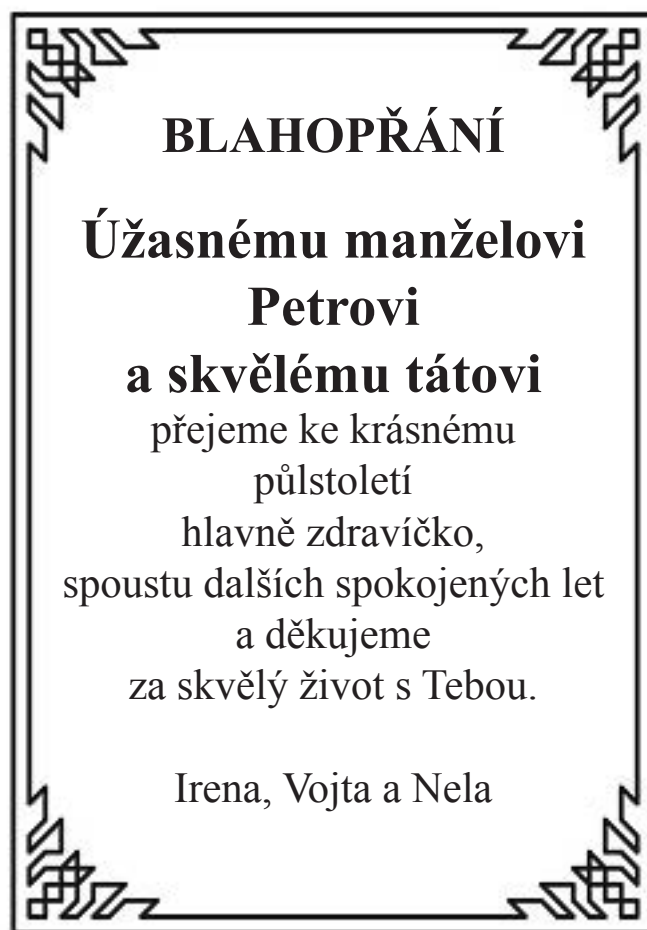 BLAHOPŘÁNÍ
Úžasnému manželovi
Petrovi
a skvělému tátovi
přejeme ke krásnému
půlstoletí
hlavně zdravíčko,
spoustu dalších spokojených let
a děkujeme
za skvělý život s Tebou.
Irena, Vojta a Nela